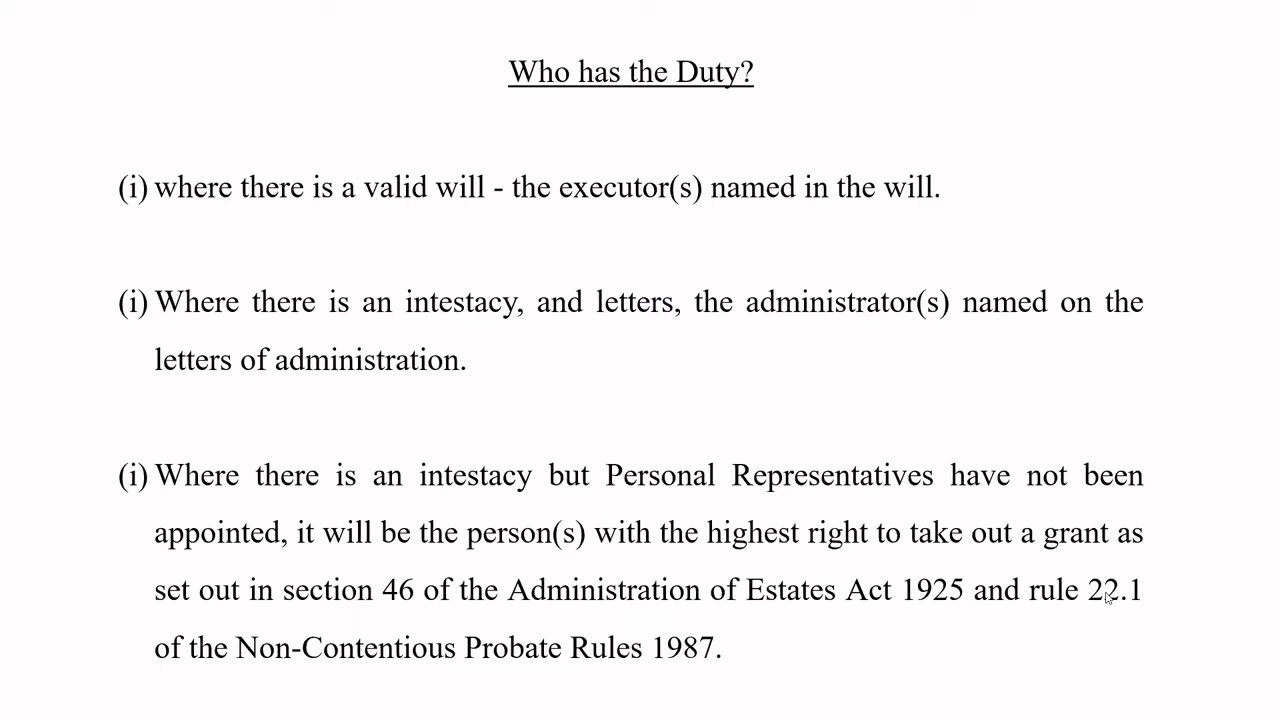 Who has the Duty?
(i) where there is a valid will - the executor(s) named in the will.
(i) Where there is an intestacy, and letters, the administrator(s) named on the
letters of administration.
(i) Where there is an intestacy but Personal Representatives have not been
appointed, it will be the person(s) with the highest right to take out a grant as
set out in section 46 of the Administration of Estates Act 1925 and rule 22.1
of the Non-Contentious Probate Rules 1987.